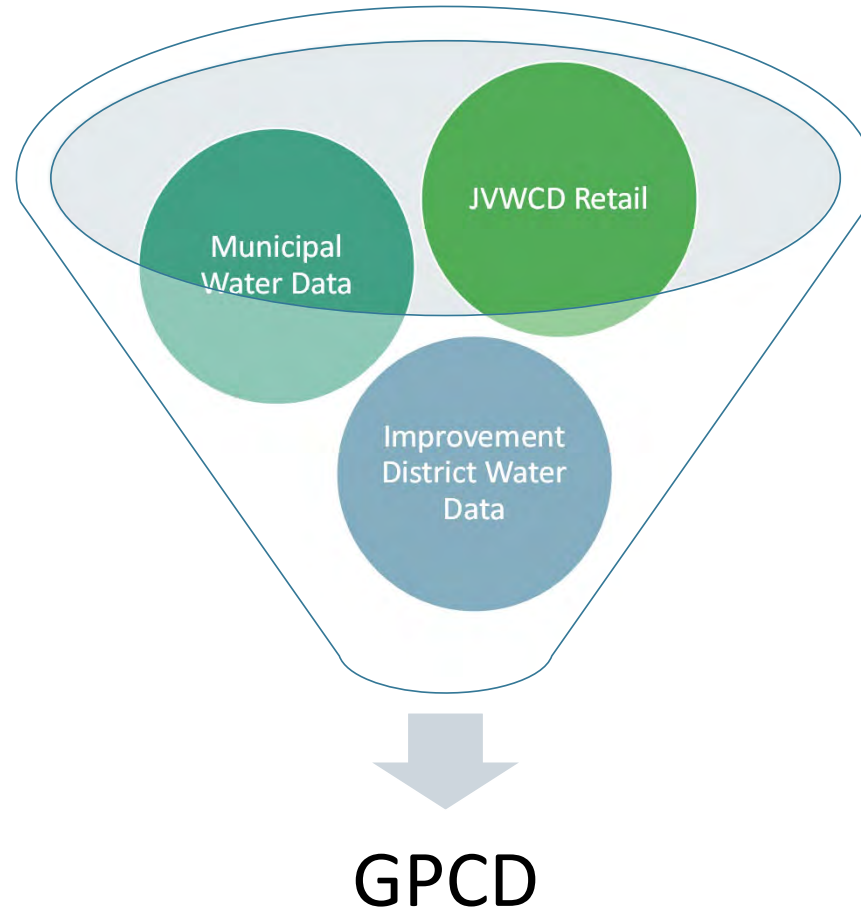 JVWCD Retail
Municipal
Water Data
Improvement
District Water
Data
GPCD